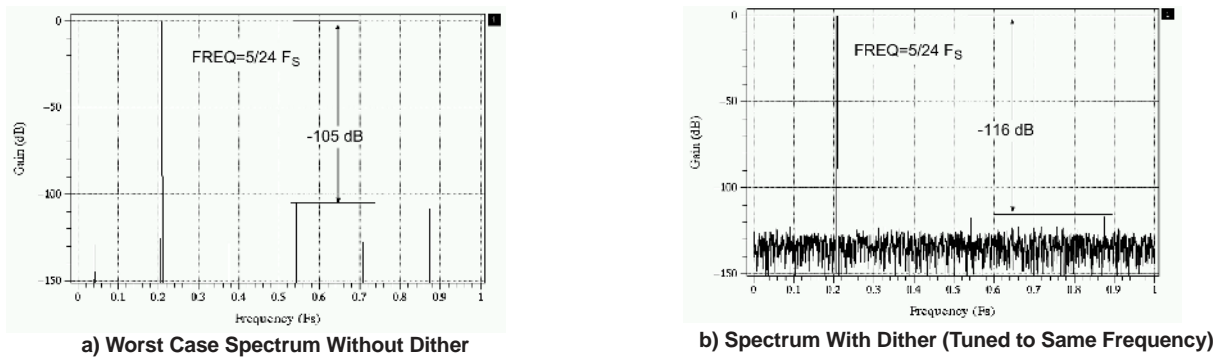 0
FREQ=5/24 FS
−50
-105 dB
Gain (dB)
−100
−150
0 0.1 0.2 0.3 0.4 0.5 0.6 0.7 0.8 0.9 1
Frequency (Fs)
a) Worst Case Spectrum Without Dither
0
FREQ=5/24 FS
−50
-116 dB
Gain (dB)
100
−150
0 0.1 0.2 0.3 0.4 0.5 0.6 0.7 0.8 0.9 1
Frequency (Fs)
b) Spectrum With Dither (Tuned to Same Frequency)